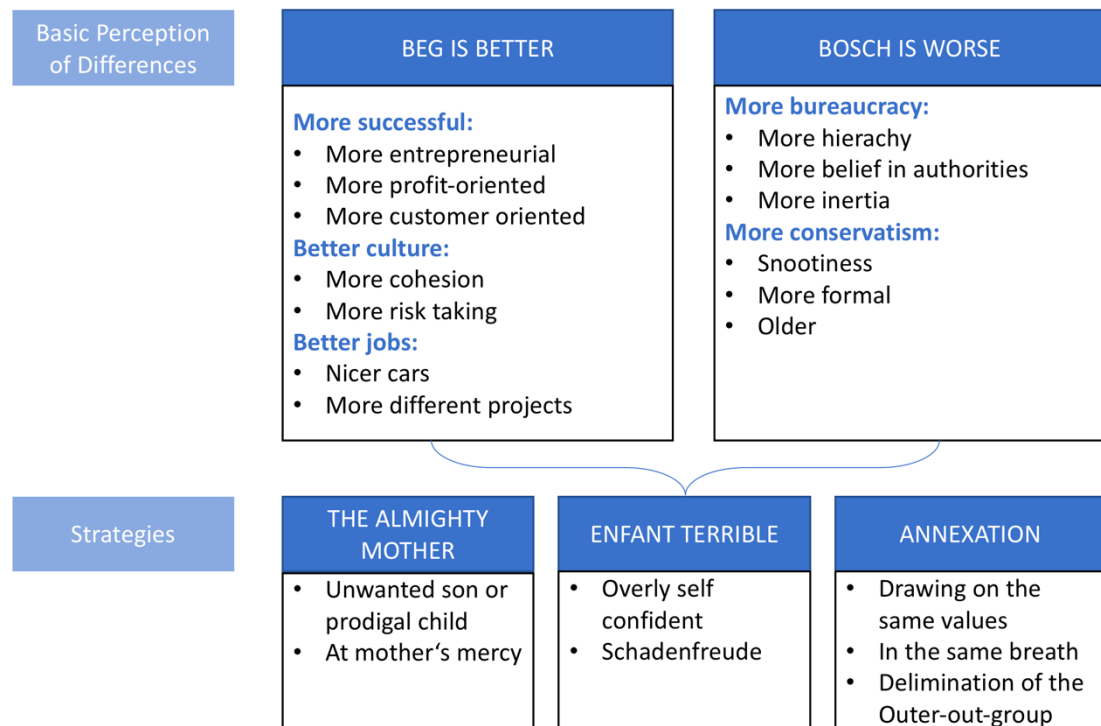 Basic Perception
of Differences
BEG IS BETTER
More successful:
• More entrepreneurial
• More profit-oriented
• More customer oriented
Better culture:
• More cohesion
• More risk taking
Better jobs:
• Nicer cars
• More different projects
BOSCH IS WORSE
More bureaucracy:
• More hierachy
• More belief in authorities
• More inertia
More conservatism:
• Snootiness
• More formal
• Older
Strategies
THE ALMIGHTY
MOTHER
• Unwanted son or
prodigal child
• At mother‘s mercy
ENFANT TERRIBLE
• Overly self
confident
• Schadenfreude
ANNEXATION
• Drawing on the
same values
• In the same breath
• Delimination of the
Outer-out-group